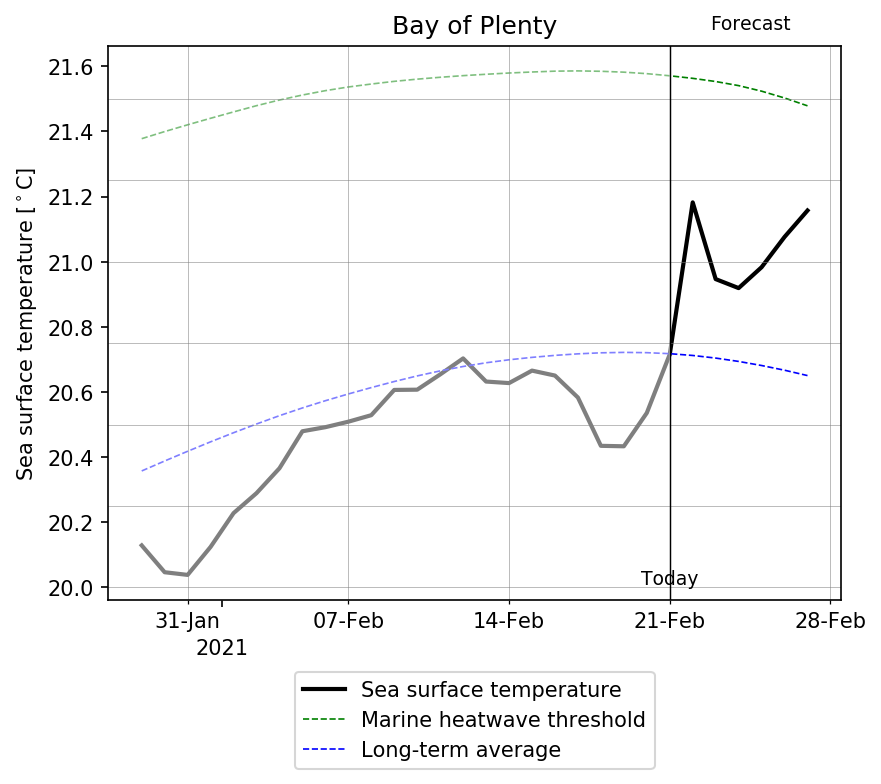 Bay of Plenty
Forecast
Sea surface temperature [°C]
21.6
21.4
21.2
21.0
20.8
20.6
20.4
20.2
20.0
Today
31-Jan
07-Feb
14-Feb
21-Feb
28-Feb
2021
Sea surface temperature
Marine heatwave threshold
Long-term average